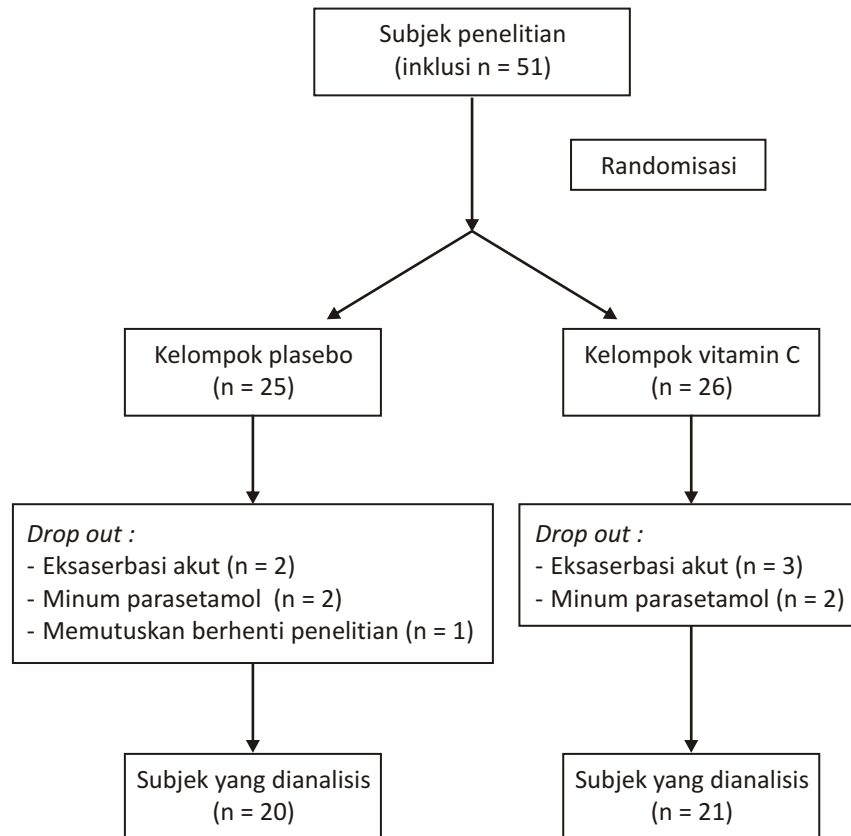 Subjek penelitian
(inklusi n = 51)
Randomisasi
Kelompok plasebo
(n = 25)
Kelompok vitamin C
(n = 26)
Drop out :
- Eksaserbasi akut (n = 2)
- Minum parasetamol (n = 2)
- Memutuskan berhenti penelitian (n = 1)
Drop out :
- Eksaserbasi akut (n = 3)
- Minum parasetamol (n = 2)
Subjek yang dianalisis
(n = 20)
Subjek yang dianalisis
(n = 21)